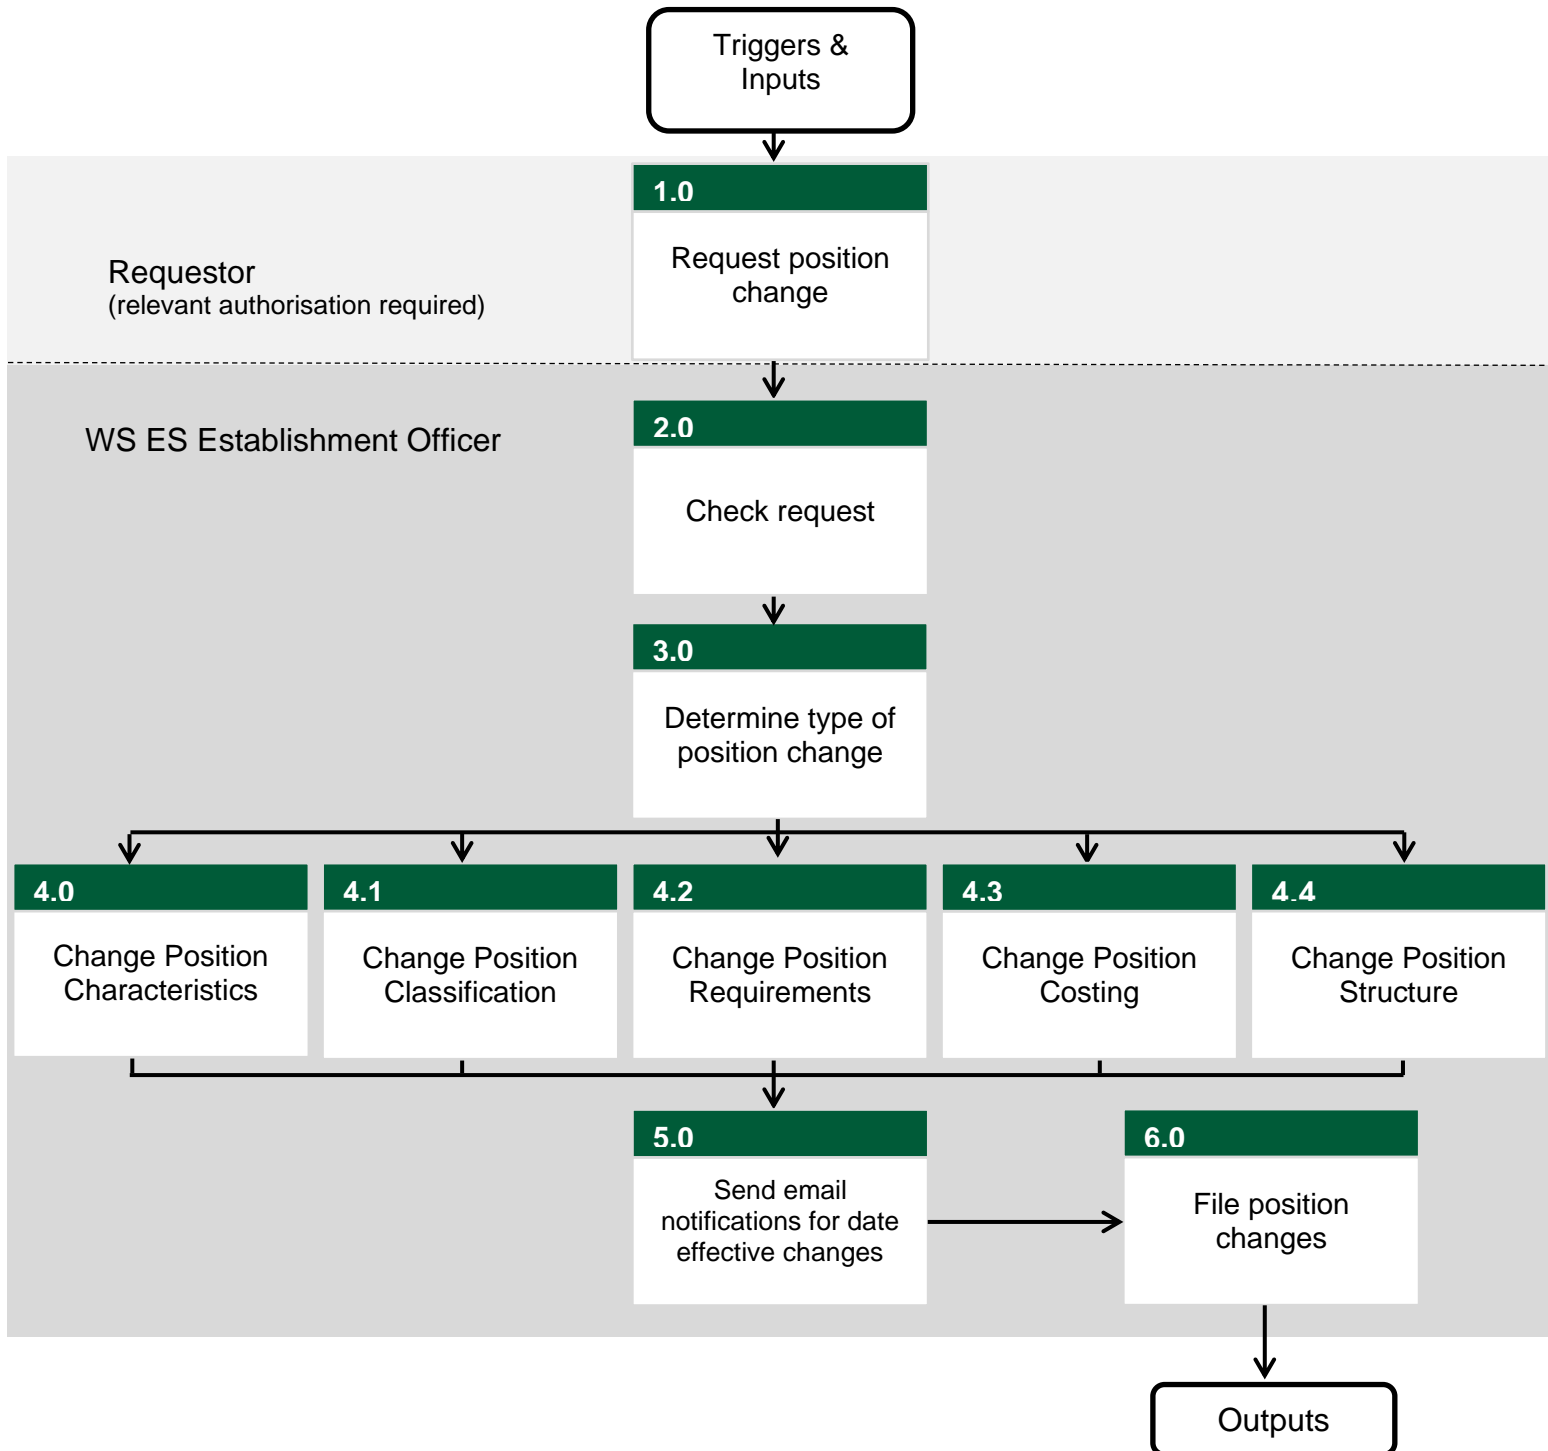 Triggers &
Inputs
1.0
Request position
change
Requestor
(relevant authorisation required)
WS ES Establishment Officer
2.0
Check request
3.0
Determine type of
position change
4.0
Change Position
Characteristics
4.1
Change Position
Classification
4.2
Change Position
Requirements
4.3
Change Position
Costing
4.4
Change Position
Structure
5.0
Send email
notifications for date
effective changes
6.0
File position
changes
Outputs